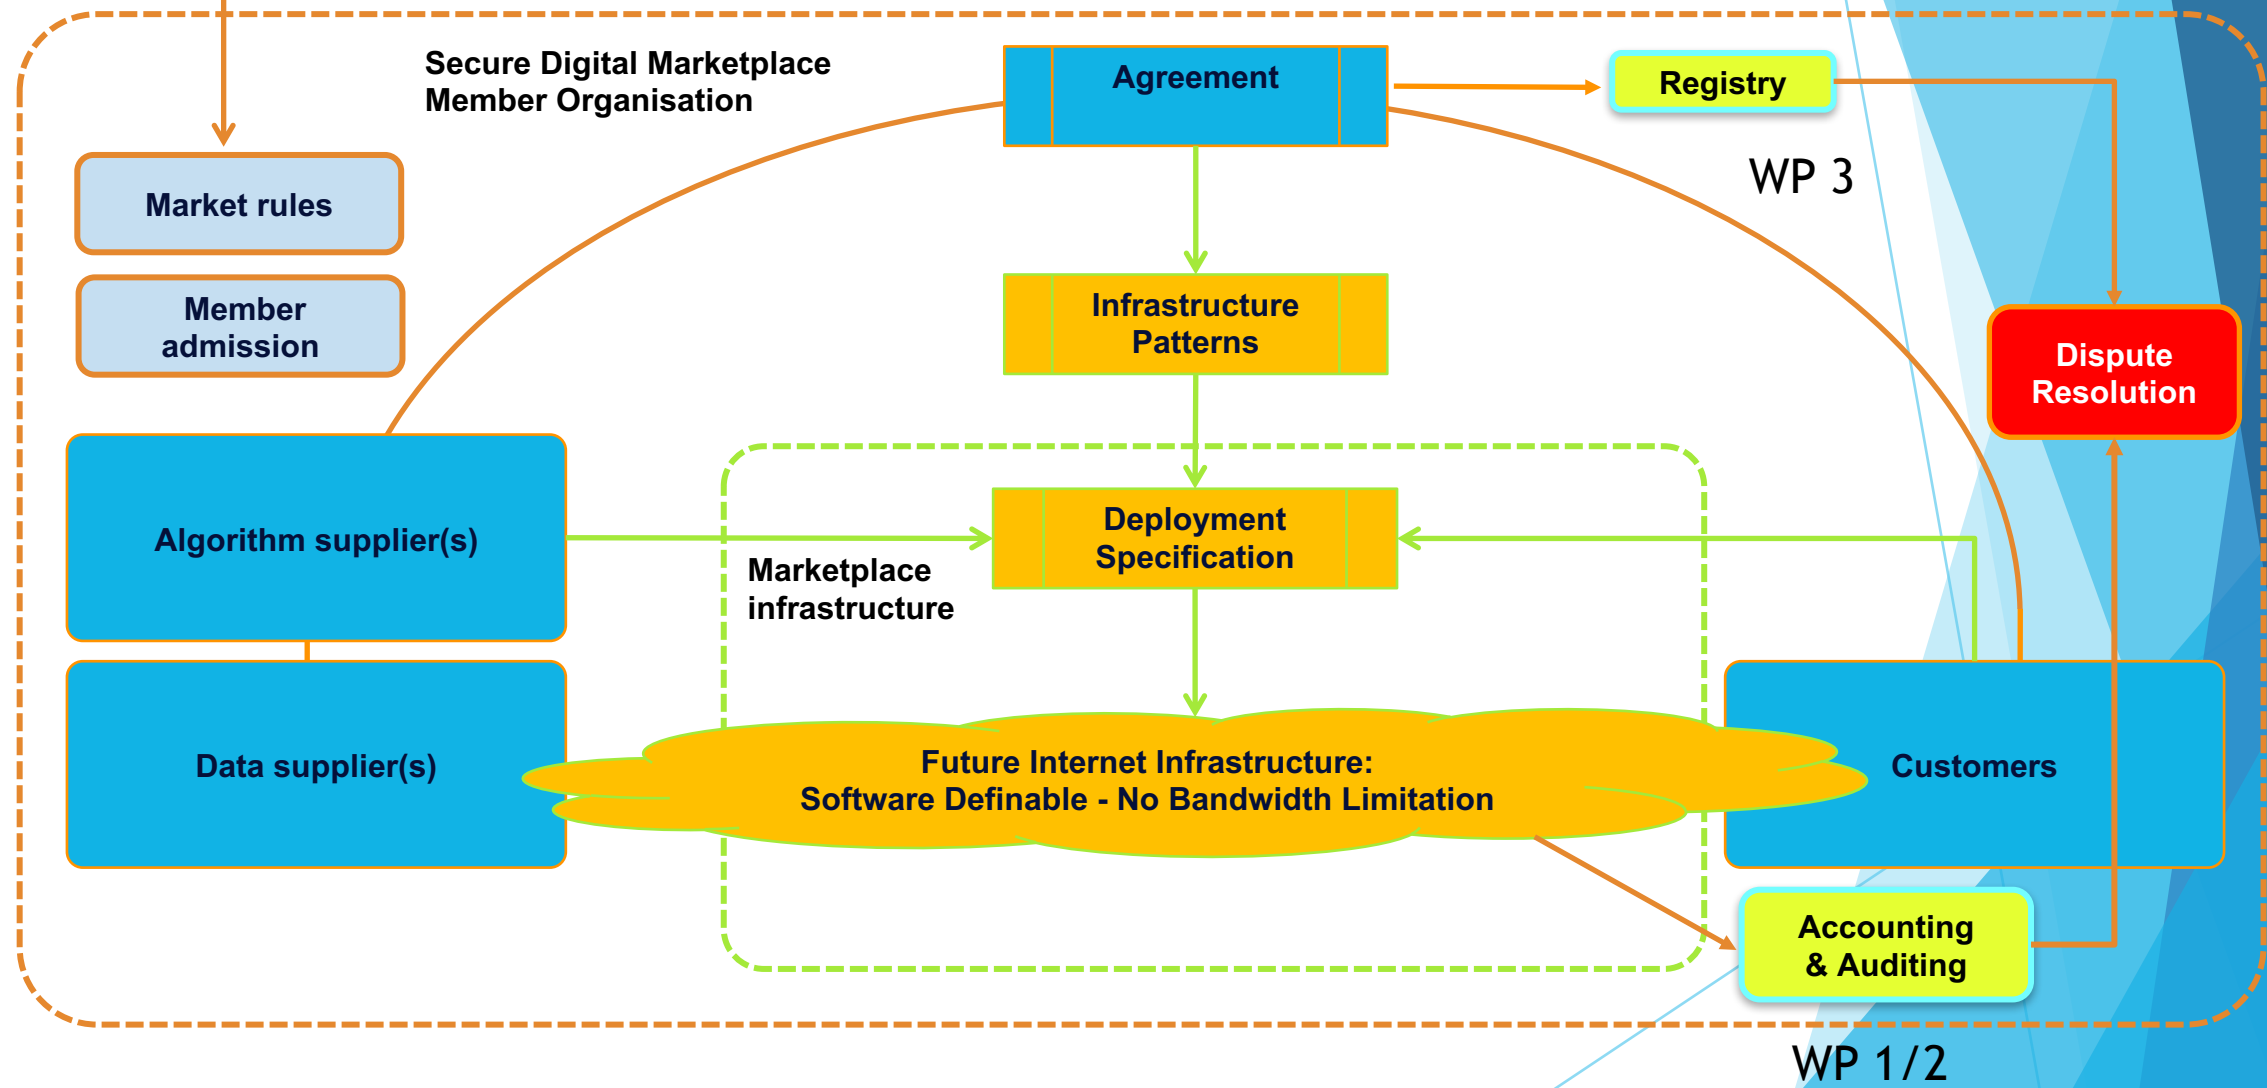 Secure Digital Marketplace
Member Organisation
Agreement
Registry
WP 3
Market rules
Member
admission
Infrastructure
Patterns
Dispute
Resolution
Algorithm supplier(s)
Deployment
Specification
Marketplace
infrastructure
Data supplier(s)
Future Internet Infrastructure:
Software Definable - No Bandwidth Limitation
Customers
Accounting
& Auditing
WP 1/2